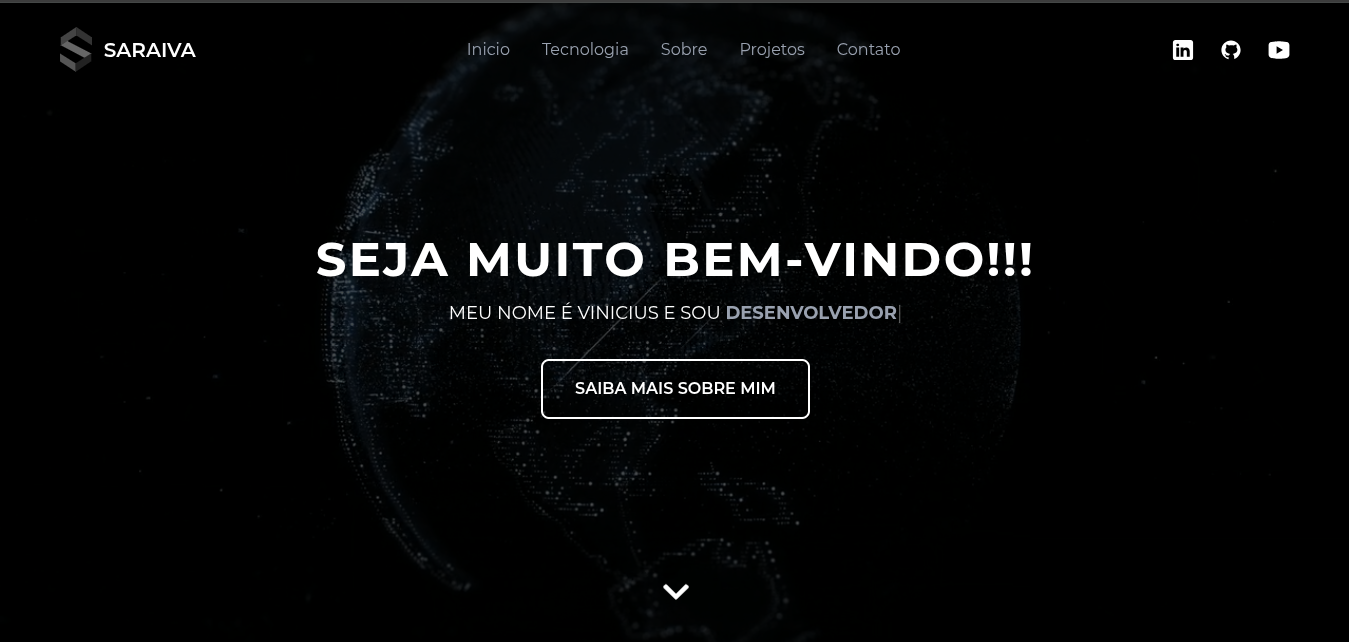 SARAIVA
Inicio Tecnologia Sobre Projetos Contato
SEJA MUITO BEM-VINDO!!!
MEU NOME É VINICIUS E SOU DESENVOLVEDOR|
SAIBA MAIS SOBRE MIM